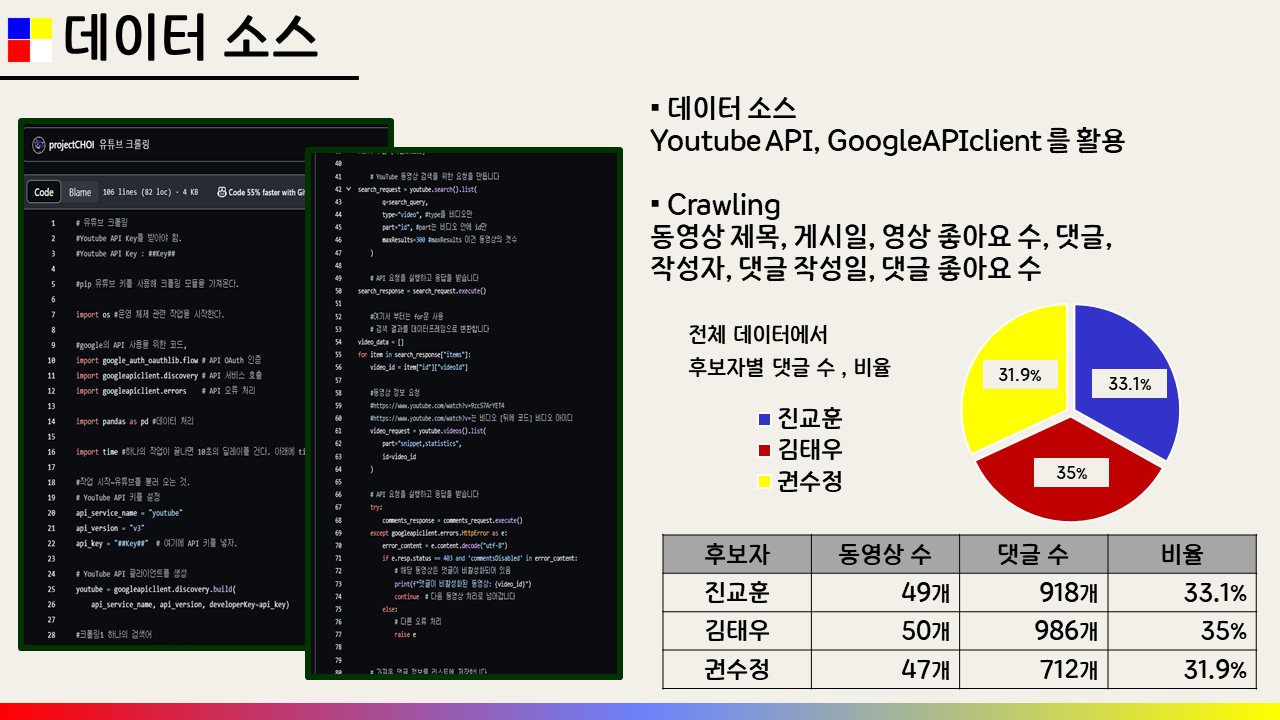 데이터 소스
projectCHOI 유튜브 크롤링
Code Blame 106 lines (82 loc) · 4 KB Code 55% faster with
1 # 유튜브 크롤링
2 #Youtube API Key를 받아야 함.
3 #Youtube API Key : ##Key##
4
5 #pip 유튜브 키를 사용해 크롤링 모듈을 가져온다.
6
7 import os #운영 체제 관련 작업을 시작한다.
8
9 #google의 API 사용을 위한 코드,
10 import google_auth_oauthlib.flow # API OAuth 인증
11 import googleapiclient.discovery # API 서비스 호출
12 import googleapiclient.errors # API 오류 처리
13
14 import pandas as pd #데이터 처리
15
16 import time #하나의 작업이 끝나면 10초의 딜레이를 건다. 아래에
17
18 #작업 시작-유튜브를 불러 오는 것.
19 # YouTube API 키를 설정
20 api_service_name = "youtube"
21 api_version = "v3"
22 api_key = "##Key##" # 여기에 API 키를 넣자.
23
24 # YouTube API 클라이언트를 생성
25 youtube = googleapiclient.discovery.build(
26 api_service_name, api_version, developerKey=api_key)
27
28 #크롤링1 하나의 검색어
40
41 # YouTube 동영상 검색을 위한 요청을 만듭니다
42 search_request = youtube.search().list(
43 q=search_query,
44 type="video", #type을 비디오만
45 part="id", #part는 비디오 안에 id만
46 maxResults=300 #maxResults 이건 동영상의 갯수
47 )
48
49 # API 요청을 실행하고 응답을 받습니다
50 search_response = search_request.execute()
51
52 #여기서 부터는 for문 사용
53 # 검색 결과를 데이터프레임으로 변환합니다
54 video_data = []
55 for item in search_response["items"]:
56 video_id = item["id"]["videoId"]
57
58 #동영상 정보 요청
59 #https://www.youtube.com/watch?v=9zc57ArYET4
60 #https://www.youtube.com/watch?v=는 비디오 [뒤에 코드] 비디오 아이디
61 video_request = youtube.videos().list(
62 part="snippet,statistics",
63 id=video_id
64 )
65
66 # API 요청을 실행하고 응답을 받습니다
67 try:
68 comments_response = comments_request.execute()
69 except googleapiclient.errors.HttpError as e:
70 error_content = e.content.decode("utf-8")
71 if e.resp.status == 403 and 'commentsDisabled' in error_content:
72 # 해당 동영상은 댓글이 비활성화되어 있음
73 print(f"댓글이 비활성화된 동영상: {video_id}")
74 continue # 다음 동영상 처리로 넘어갑니다
75 else:
76 # 다른 오류 처리
77 raise e
78
79
80 # 가져온 댓글 정보를 리스트에 저장합니다
▪ 데이터 소스
Youtube API, GoogleAPIclient 를 활용
▪ Crawling
동영상 제목, 게시일, 영상 좋아요 수, 댓글,
작성자, 댓글 작성일, 댓글 좋아요 수
전체 데이터에서
후보자별 댓글 수 , 비율
진교훈
김태우
권수정
31.9%
33.1%
35%
후보자 동영상 수 댓글 수 비율
진교훈 49개 918개 33.1%
김태우 50개 986개 35%
권수정 47개 712개 31.9%